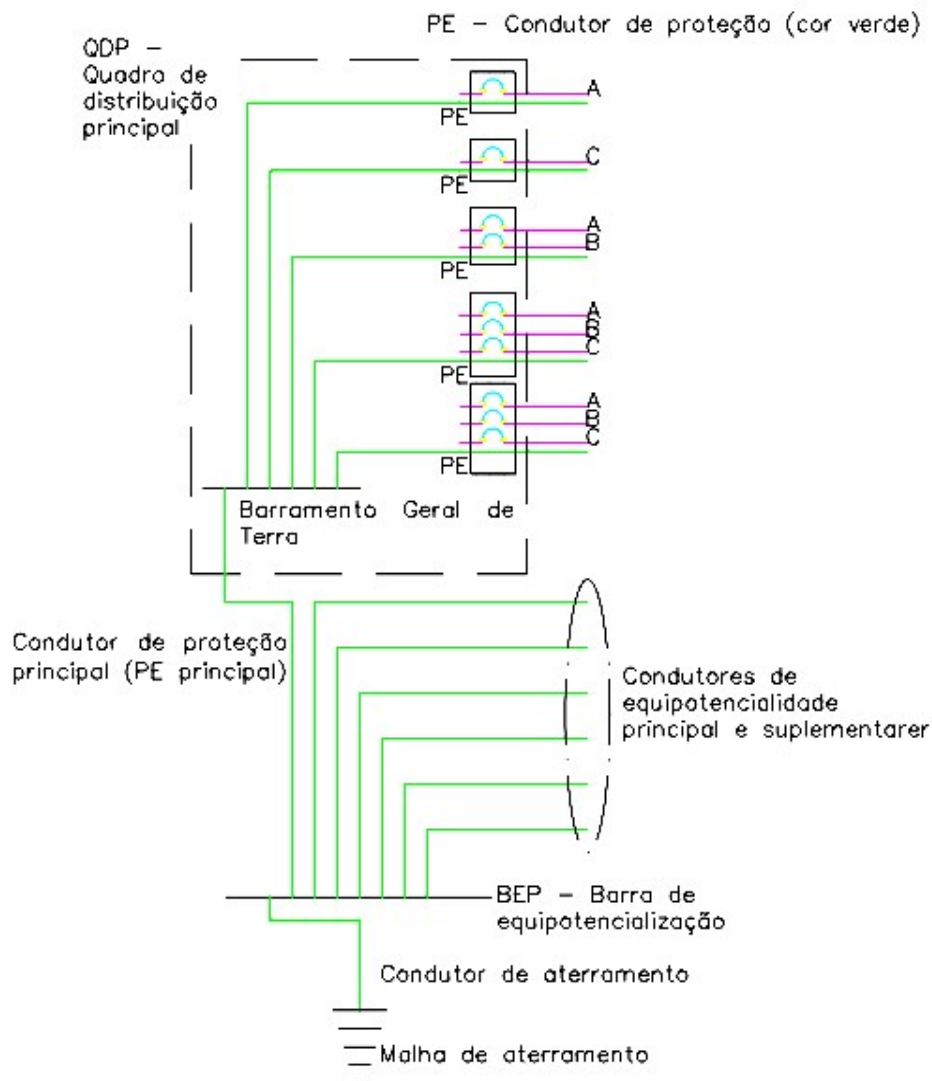 PE - Condutor de proteção (cor verde)
QDP -
Quadro de
distribuição
principal
A
PE
C
PE
A
B
PE
A
B
C
PE
A
B
C
PE
Barramento Geral de
Terra
Condutor de proteção
principal (PE principal)
Condutores de
equipotencialidade
principal e suplementarer
BEP - Barra de
equipotencialização
Condutor de aterramento
Malha de aterramento